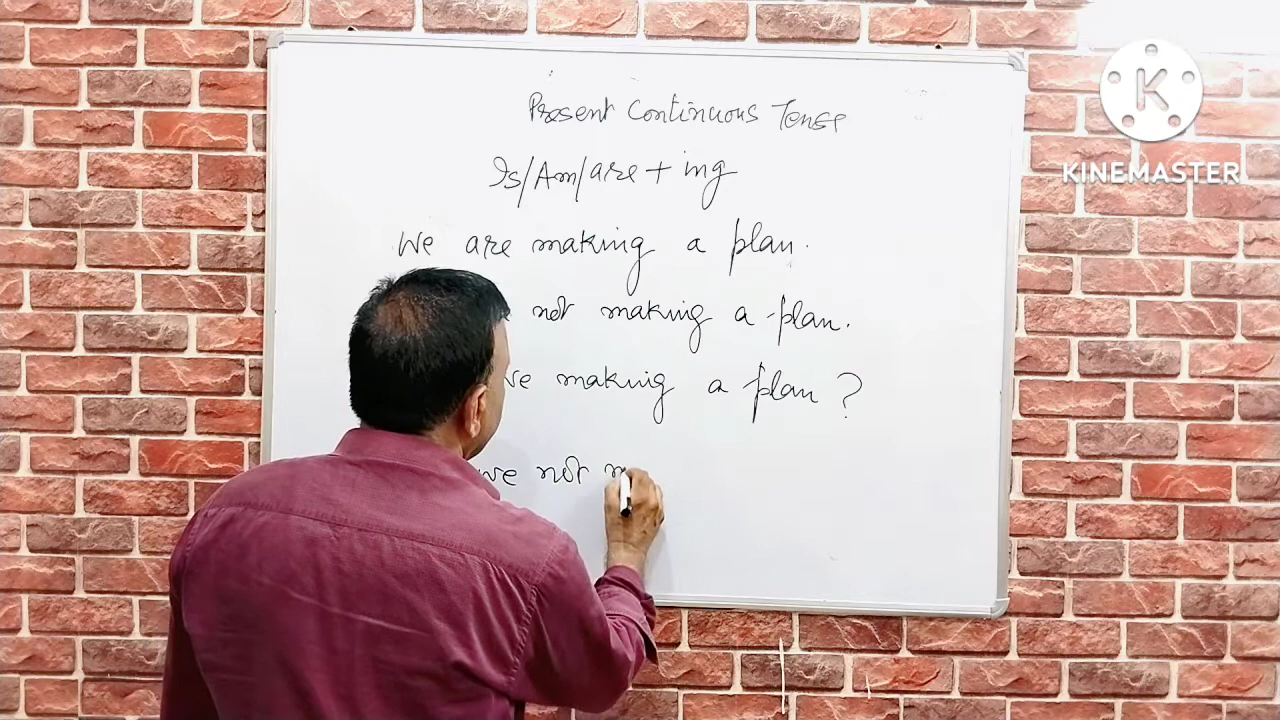 Present Continuous Tense
Is/Am/are + ing
We are making a plan.
not making a plan.
we making a plan ?
we not m
K
KINEMASTER